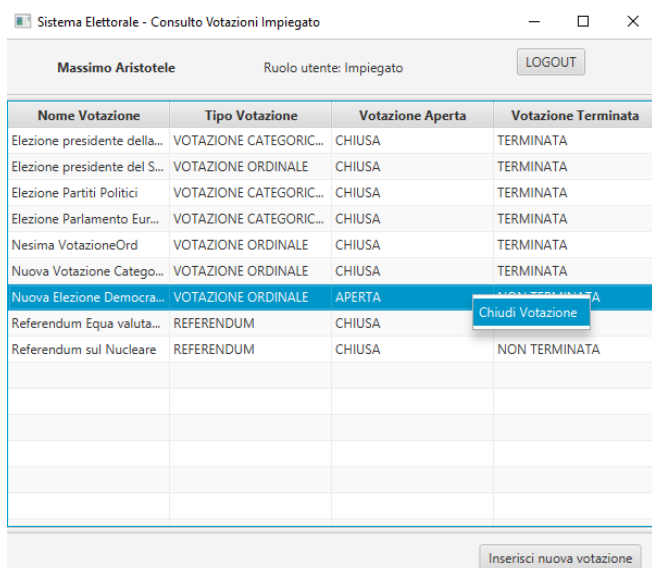 Sistema Elettorale - Consulto Votazioni Impiegato
Massimo Aristotele Ruolo utente: Impiegato LOGOUT
Nome Votazione Tipo Votazione Votazione Aperta Votazione Terminata
Elezione presidente della... VOTAZIONE CATEGORIC... CHIUSA TERMINATA
Elezione presidente del S... VOTAZIONE ORDINALE CHIUSA TERMINATA
Elezione Partiti Politici VOTAZIONE CATEGORIC... CHIUSA TERMINATA
Elezione Parlamento Eur... VOTAZIONE CATEGORIC... CHIUSA TERMINATA
Nesima VotazioneOrd VOTAZIONE ORDINALE CHIUSA TERMINATA
Nuova Votazione Catego... VOTAZIONE CATEGORIC... CHIUSA TERMINATA
Nuova Elezione Democra... VOTAZIONE ORDINALE APERTA NON TERMINATA
Chiudi Votazione
Referendum Equa valuta... REFERENDUM CHIUSA
Referendum sul Nucleare REFERENDUM CHIUSA NON TERMINATA
Inserisci nuova votazione